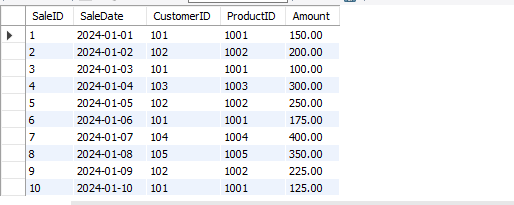 SaleID SaleDate CustomerID ProductID Amount
1 2024-01-01 101 1001 150.00
2 2024-01-02 102 1002 200.00
3 2024-01-03 101 1001 100.00
4 2024-01-04 103 1003 300.00
5 2024-01-05 102 1002 250.00
6 2024-01-06 101 1001 175.00
7 2024-01-07 104 1004 400.00
8 2024-01-08 105 1005 350.00
9 2024-01-09 102 1002 225.00
10 2024-01-10 101 1001 125.00